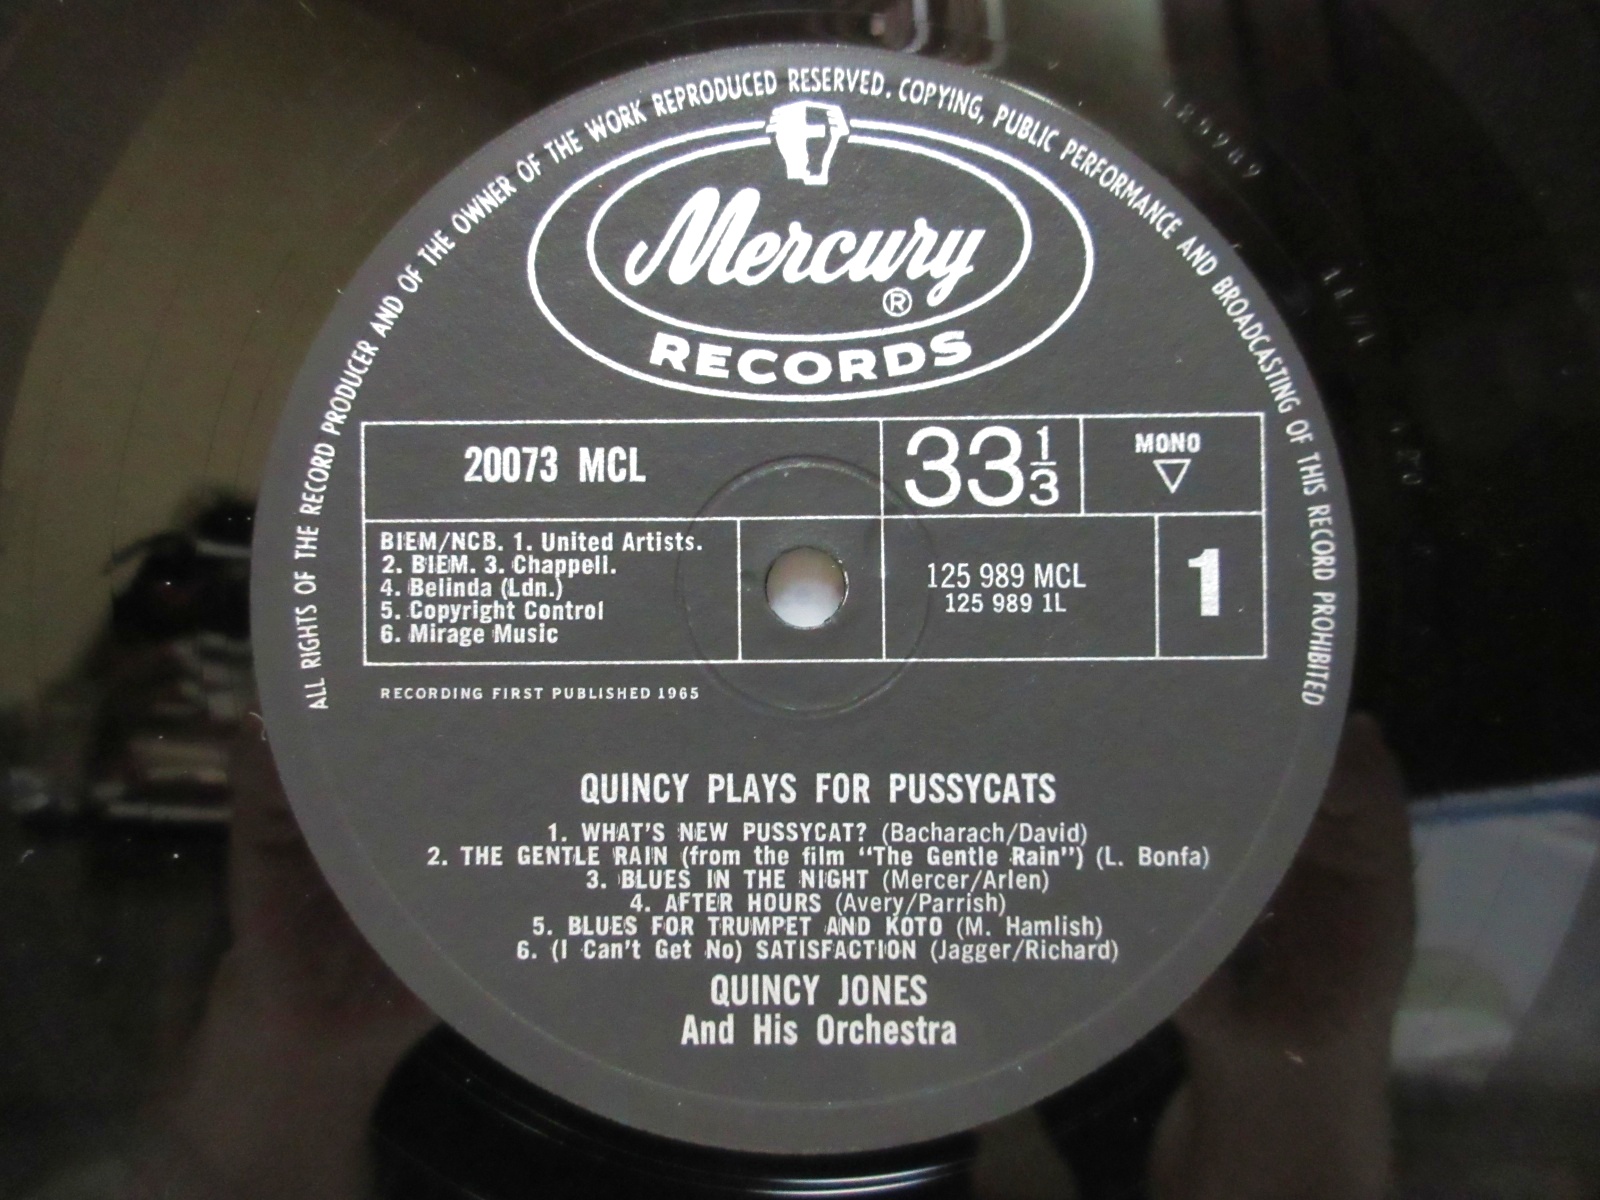 ALL RIGHTS OF THE RECORD PRODUCER AND OF THE OWNER OF THE WORK REPRODUCED RESERVED. COPYING, PUBLIC PERFORMANCE AND BROADCASTING OF THIS RECORD PROHIBITED
Mercury
®
RECORDS
20073 MCL
33 1/3
MONO
BIEM/NCB. 1. United Artists.
2. BIEM. 3. Chappell.
4. Belinda (Ldn.)
5. Copyright Control
6. Mirage Music
125 989 MCL
125 989 1L
1
RECORDING FIRST PUBLISHED 1965
QUINCY PLAYS FOR PUSSYCATS
1. WHAT'S NEW PUSSYCAT? (Bacharach/David)
2. THE GENTLE RAIN (from the film "The Gentle Rain") (L. Bonfa)
3. BLUES IN THE NIGHT (Mercer/Arlen)
4. AFTER HOURS (Avery/Parrish)
5. BLUES FOR TRUMPET AND KOTO (M. Hamlish)
6. (I Can't Get No) SATISFACTION (Jagger/Richard)
QUINCY JONES
And His Orchestra